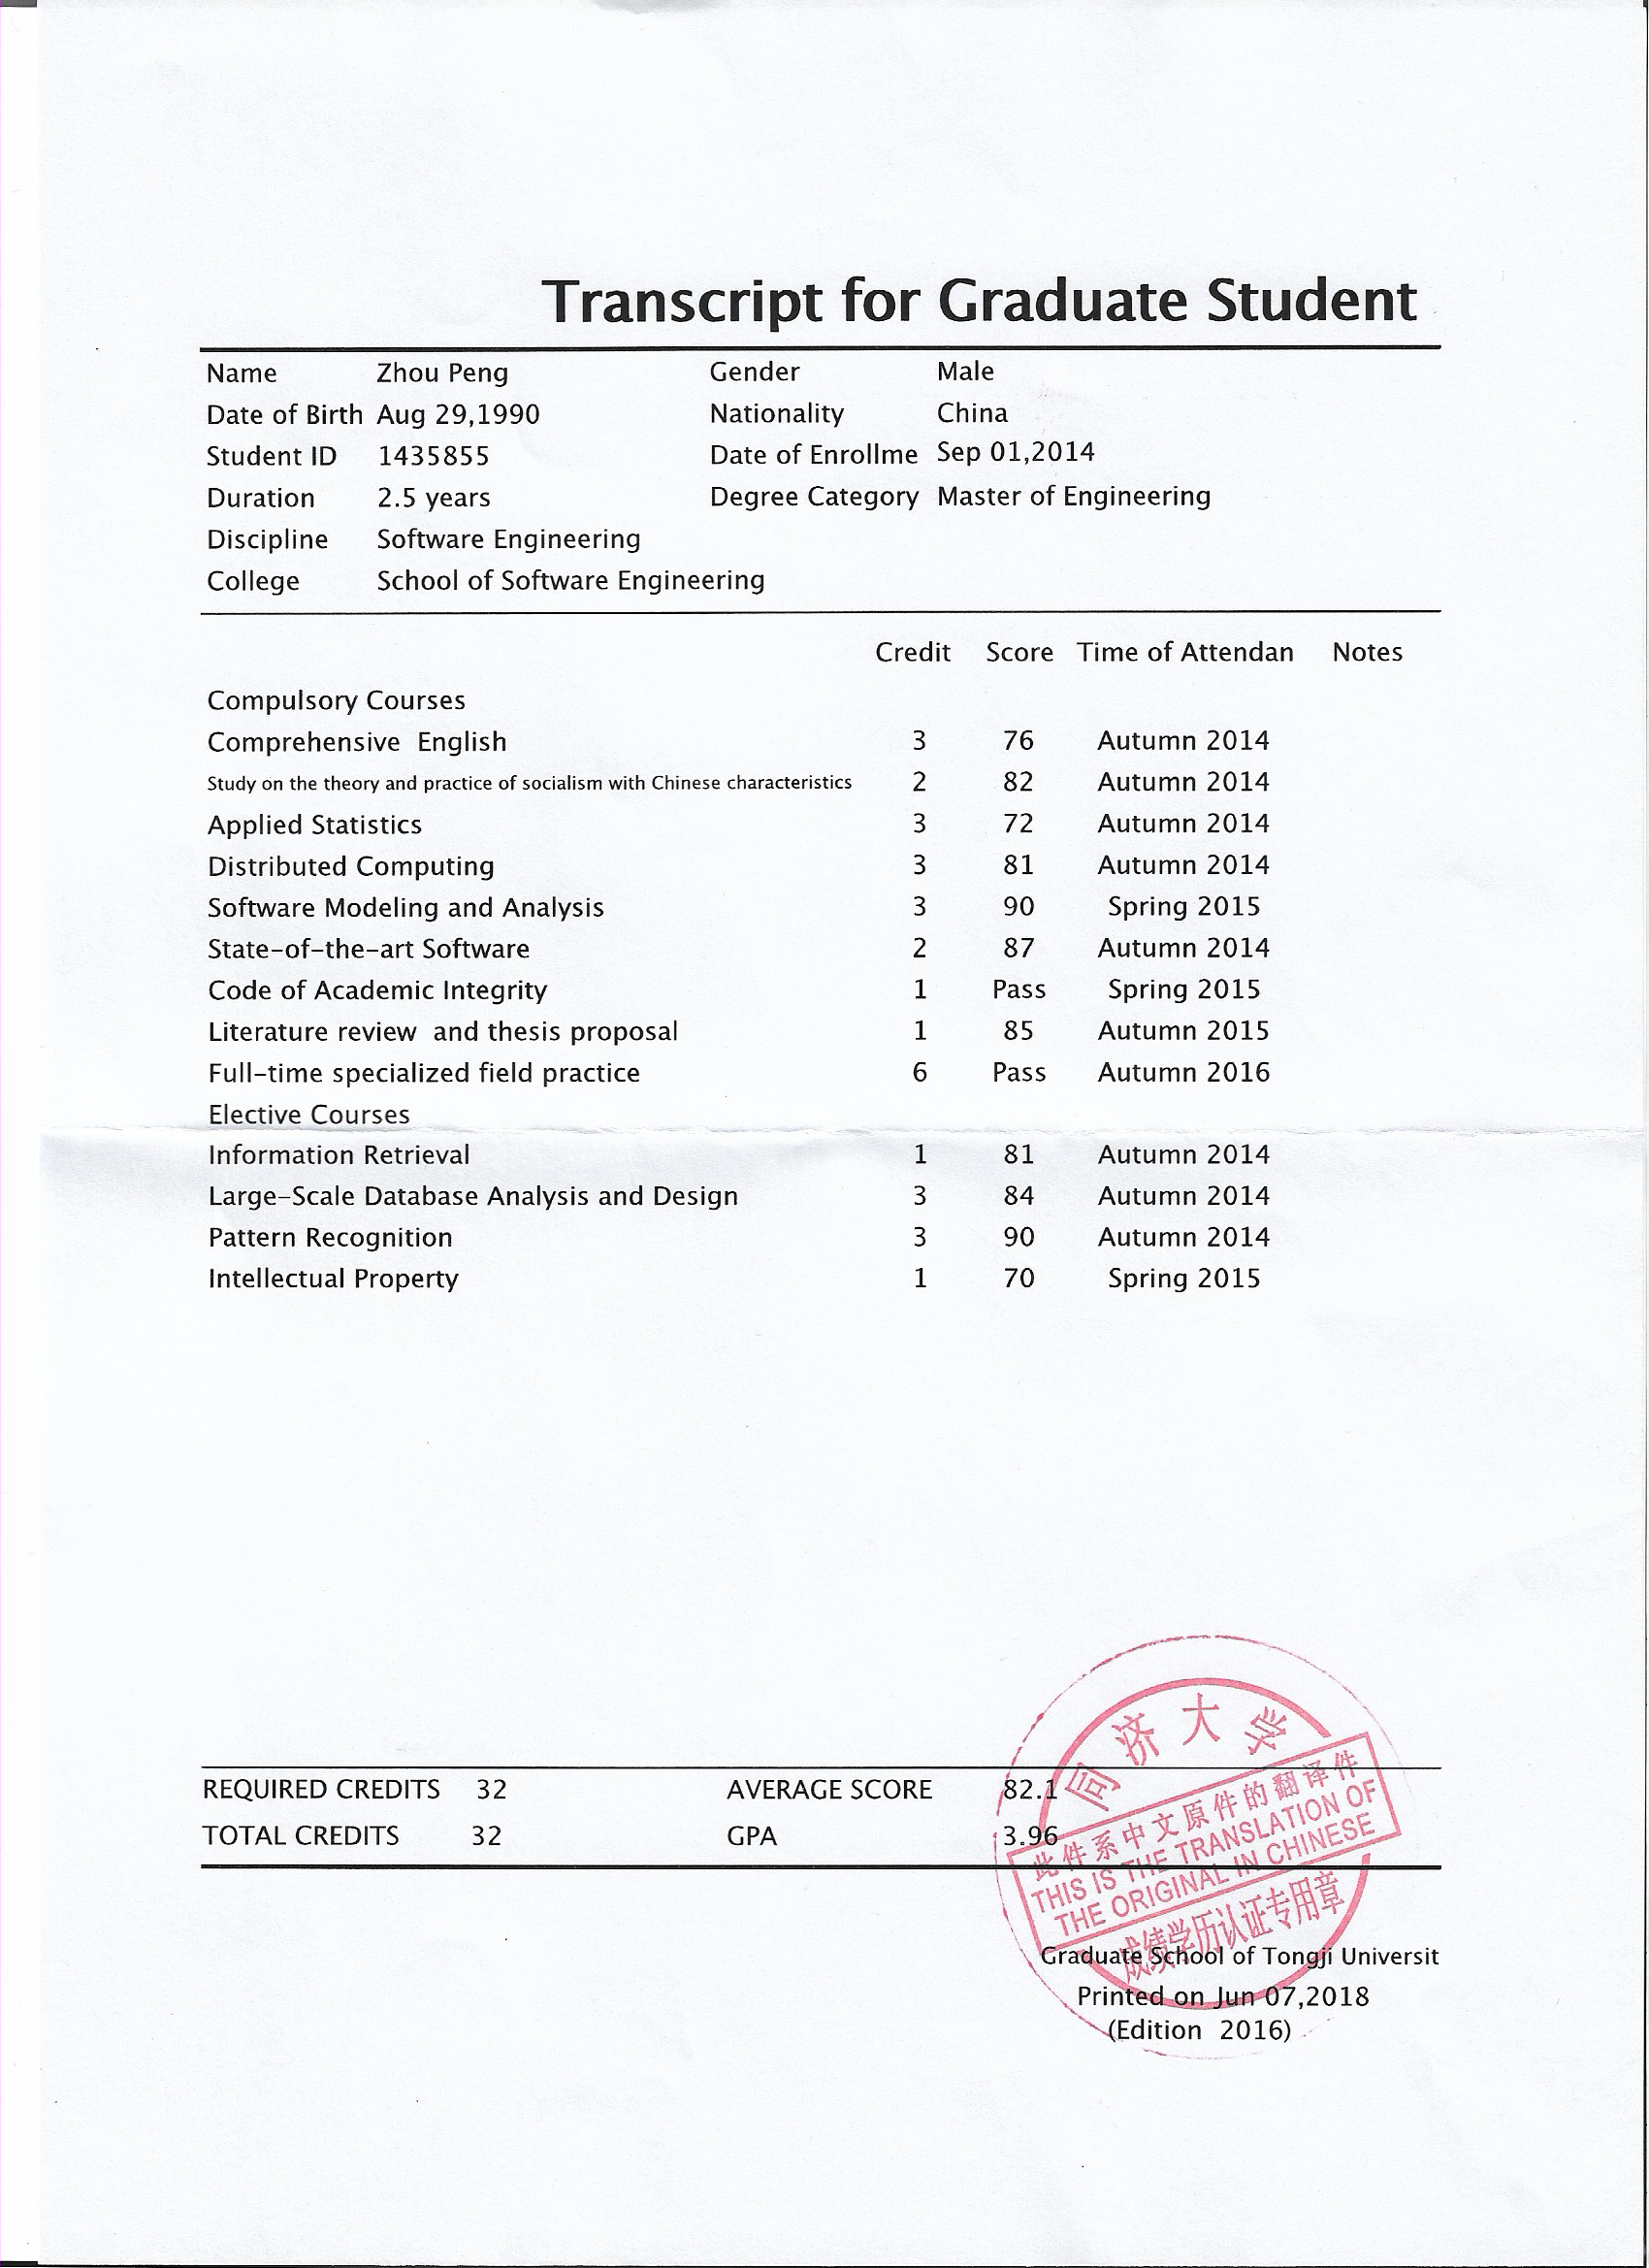 Transcript for Graduate Student
Name Zhou Peng Gender Male
Date of Birth Aug 29,1990 Nationality China
Student ID 1435855 Date of Enrollme Sep 01,2014
Duration 2.5 years Degree Category Master of Engineering
Discipline Software Engineering
College School of Software Engineering
Credit Score Time of Attendan Notes
Compulsory Courses
Comprehensive English 3 76 Autumn 2014
Study on the theory and practice of socialism with Chinese characteristics 2 82 Autumn 2014
Applied Statistics 3 72 Autumn 2014
Distributed Computing 3 81 Autumn 2014
Software Modeling and Analysis 3 90 Spring 2015
State-of-the-art Software 2 87 Autumn 2014
Code of Academic Integrity 1 Pass Spring 2015
Literature review and thesis proposal 1 85 Autumn 2015
Full-time specialized field practice 6 Pass Autumn 2016
Elective Courses
Information Retrieval 1 81 Autumn 2014
Large-Scale Database Analysis and Design 3 84 Autumn 2014
Pattern Recognition 3 90 Autumn 2014
Intellectual Property 1 70 Spring 2015
REQUIRED CREDITS 32 AVERAGE SCORE 82.1
TOTAL CREDITS 32 GPA 3.96
同济大学
此件系中文原件的翻译件
THIS IS THE TRANSLATION OF
THE ORIGINAL IN CHINESE
成绩学历认证专用章
Graduate School of Tongji Universit
Printed on Jun 07,2018
(Edition 2016)